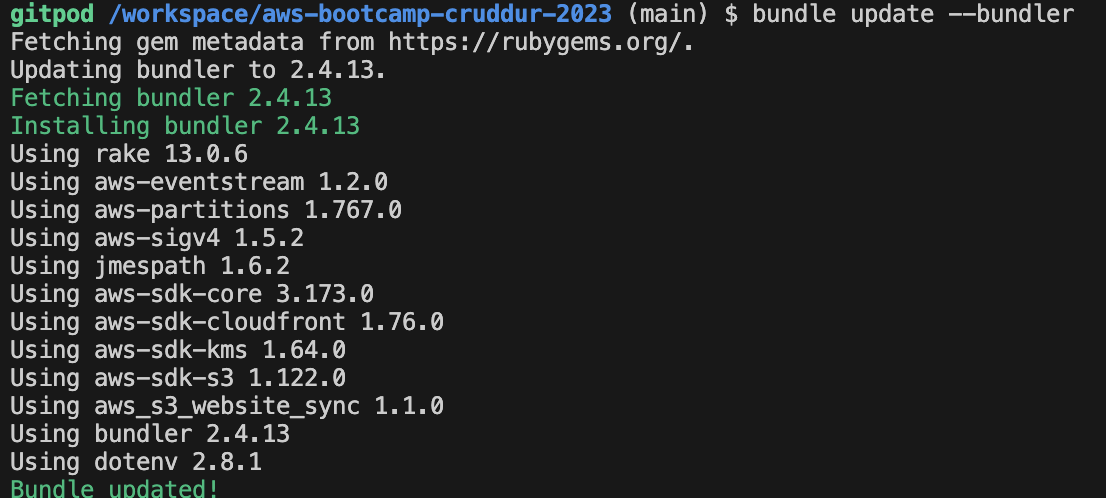 gitpod /workspace/aws-bootcamp-cruddur-2023 (main) $ bundle update --bundler
Fetching gem metadata from https://rubygems.org/.
Updating bundler to 2.4.13.
Fetching bundler 2.4.13
Installing bundler 2.4.13
Using rake 13.0.6
Using aws-eventstream 1.2.0
Using aws-partitions 1.767.0
Using aws-sigv4 1.5.2
Using jmespath 1.6.2
Using aws-sdk-core 3.173.0
Using aws-sdk-cloudfront 1.76.0
Using aws-sdk-kms 1.64.0
Using aws-sdk-s3 1.122.0
Using aws_s3_website_sync 1.1.0
Using bundler 2.4.13
Using dotenv 2.8.1
Bundle updated!